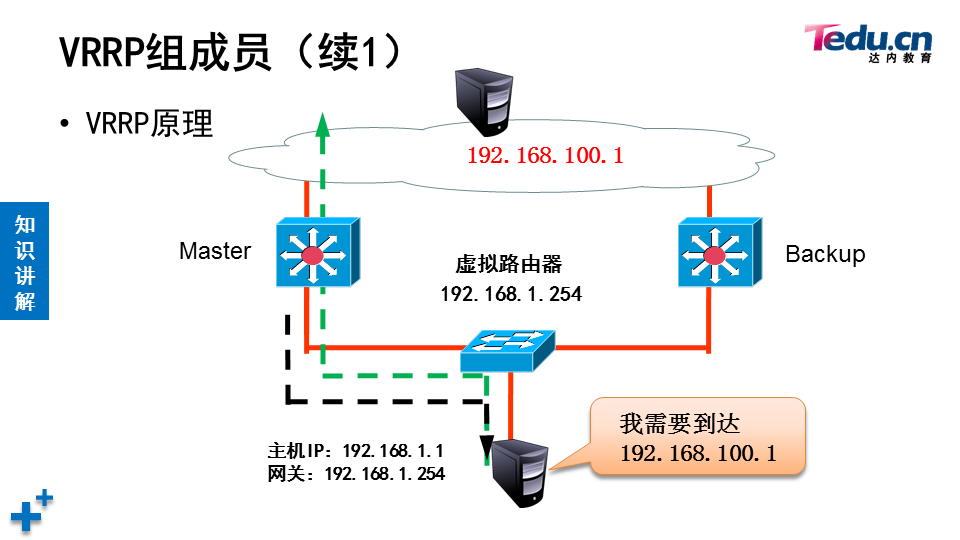 VRRP组成员（续1）
Tedu.cn
达内教育
• VRRP原理
192.168.100.1
知识讲解
Master
Backup
虚拟路由器
192.168.1.254
我需要到达
192.168.100.1
主机IP：192.168.1.1
网关：192.168.1.254